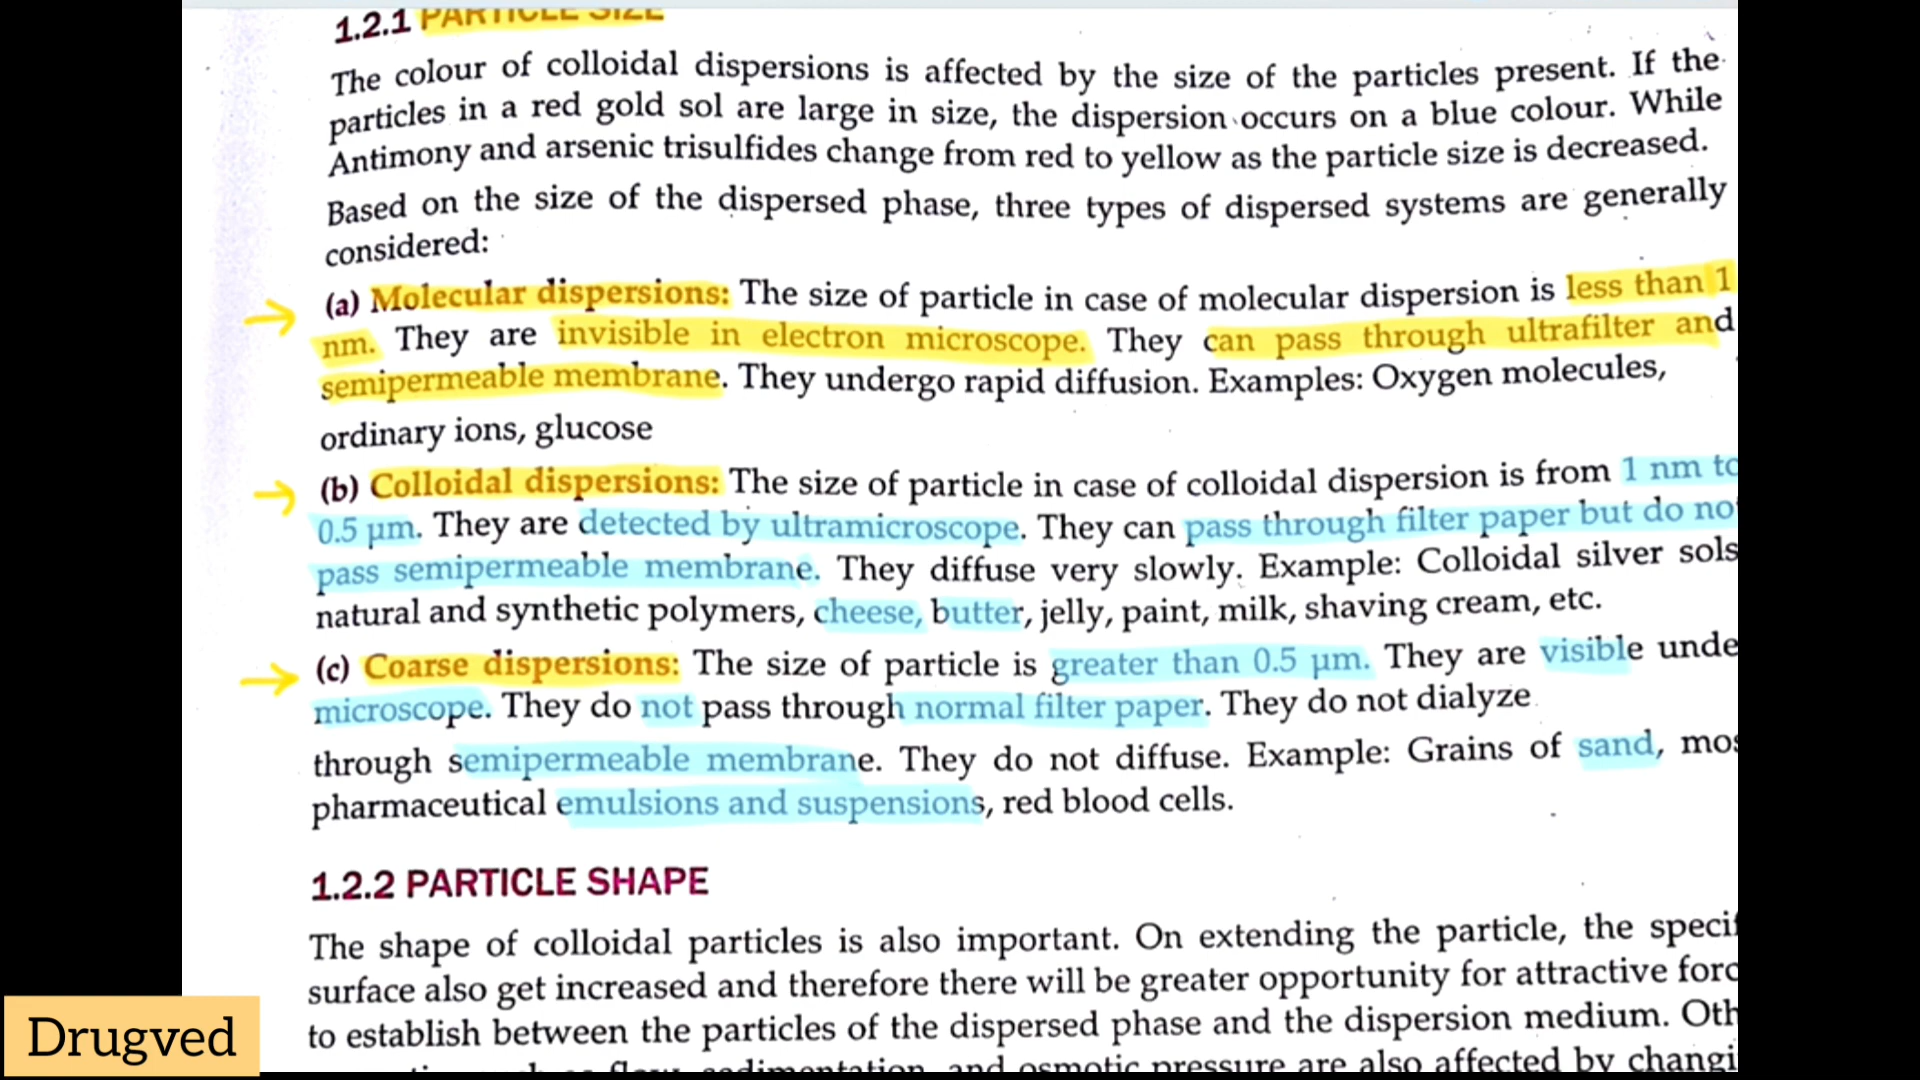 1.2.1 PARTICLE SIZE
The colour of colloidal dispersions is affected by the size of the particles present. If the
particles in a red gold sol are large in size, the dispersion occurs on a blue colour. While
Antimony and arsenic trisulfides change from red to yellow as the particle size is decreased.
Based on the size of the dispersed phase, three types of dispersed systems are generally
considered:
(a) Molecular dispersions: The size of particle in case of molecular dispersion is less than 1
nm. They are invisible in electron microscope. They can pass through ultrafilter and
semipermeable membrane. They undergo rapid diffusion. Examples: Oxygen molecules,
ordinary ions, glucose
(b) Colloidal dispersions: The size of particle in case of colloidal dispersion is from 1 nm to
0.5 µm. They are detected by ultramicroscope. They can pass through filter paper but do no
pass semipermeable membrane. They diffuse very slowly. Example: Colloidal silver sols
natural and synthetic polymers, cheese, butter, jelly, paint, milk, shaving cream, etc.
(c) Coarse dispersions: The size of particle is greater than 0.5 µm. They are visible unde
microscope. They do not pass through normal filter paper. They do not dialyze
through semipermeable membrane. They do not diffuse. Example: Grains of sand, mos
pharmaceutical emulsions and suspensions, red blood cells.
1.2.2 PARTICLE SHAPE
The shape of colloidal particles is also important. On extending the particle, the specif
surface also get increased and therefore there will be greater opportunity for attractive forc
to establish between the particles of the dispersed phase and the dispersion medium. Oth
sedimentation, and osmotic pressure are also affected by changi
Drugved